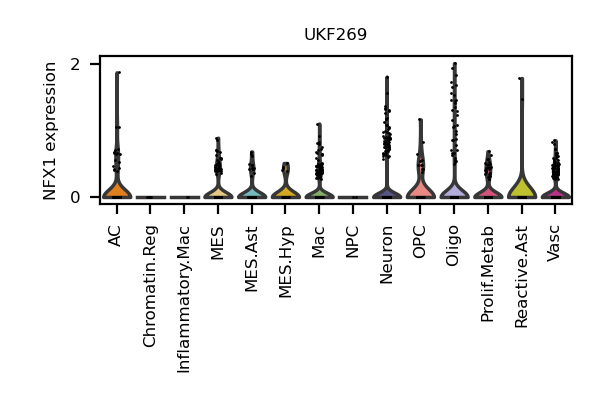 UKF269
NFX1 expression
2
0
AC
Chromatin.Reg
Inflammatory.Mac
MES
MES.Ast
MES.Hyp
Mac
NPC
Neuron
OPC
Oligo
Prolif.Metab
Reactive.Ast
Vasc